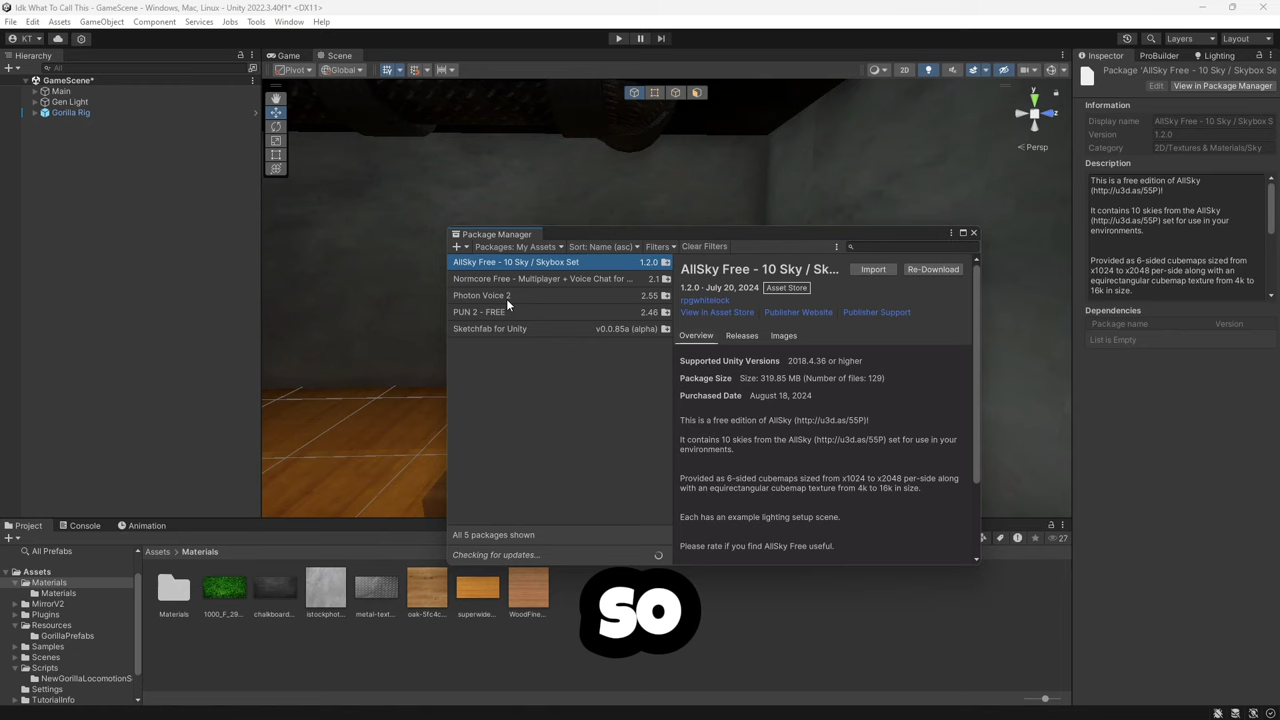 Idk What To Call This - GameScene - Windows, Mac, Linux - Unity 2022.3.40f1* <DX11>
File Edit Assets GameObject Component Services Jobs Tools Window Help
KT
Layers Layout
Hierarchy
All
GameScene*
Main
Gen Light
Gorilla Rig
Game Scene
Pivot Global
2D
y
z
Persp
Inspector ProBuilder Lighting
Package 'AllSky Free - 10 Sky / Skybox Se
Edit View in Package Manager
Information
Display name AllSky Free - 10 Sky / Skybox S
Version 1.2.0
Category 2D/Textures & Materials/Sky
Description
This is a free edition of AllSky
(http://u3d.as/55P)!
It contains 10 skies from the AllSky
(http://u3d.as/55P) set for use in your
environments.
Provided as 6-sided cubemaps sized from x1024
to x2048 per-side along with an equirectangular
cubemap texture from 4k to 16k in size.
Dependencies
Package name Version
List is Empty
Package Manager
Packages: My Assets Sort: Name (asc) Filters Clear Filters
AllSky Free - 10 Sky / Skybox Set 1.2.0
Normcore Free - Multiplayer + Voice Chat for ... 2.1
Photon Voice 2 2.55
PUN 2 - FREE 2.46
Sketchfab for Unity v0.0.85a (alpha)
All 5 packages shown
Checking for updates...
AllSky Free - 10 Sky / Sk... Import Re-Download
1.2.0 · July 20, 2024 Asset Store
rpgwhitelock
View in Asset Store Publisher Website Publisher Support
Overview Releases Images
Supported Unity Versions 2018.4.36 or higher
Package Size Size: 319.85 MB (Number of files: 129)
Purchased Date August 18, 2024
This is a free edition of AllSky (http://u3d.as/55P)!
It contains 10 skies from the AllSky (http://u3d.as/55P) set for use in your
environments.
Provided as 6-sided cubemaps sized from x1024 to x2048 per-side along
with an equirectangular cubemap texture from 4k to 16k in size.
Each has an example lighting setup scene.
Please rate if you find AllSky Free useful.
Project Console Animation
27
All Prefabs
Assets
Materials
Materials
MirrorV2
Plugins
Resources
GorillaPrefabs
Samples
Scenes
Scripts
NewGorillaLocomotionS
Settings
TutorialInfo
Assets > Materials
Materials 1000_F_29... chalkboard... istockphot... metal-text... oak-5fc4c... superwide... WoodFine...
SO